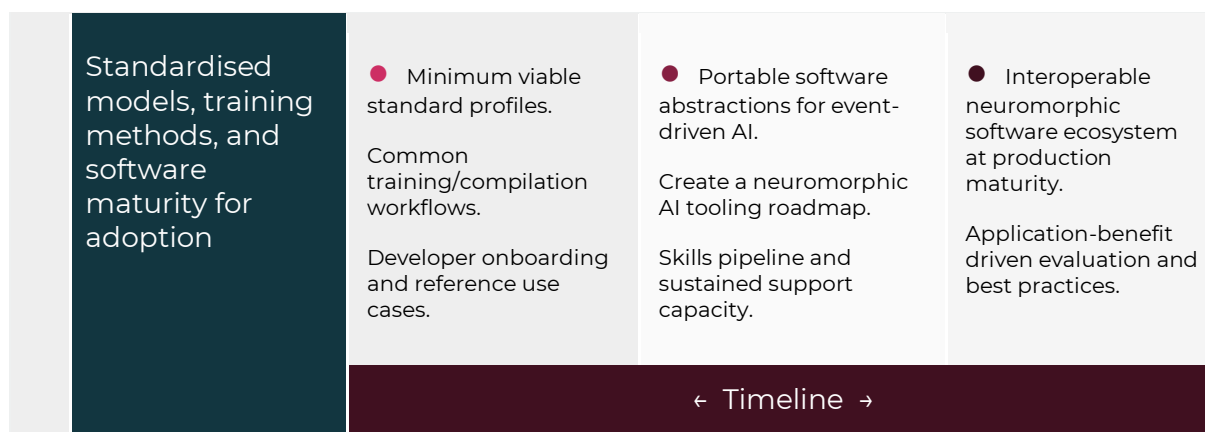 Standardised
models, training
methods, and
software
maturity for
adoption
● Minimum viable
standard profiles.
Common
training/compilation
workflows.
Developer onboarding
and reference use
cases.
● Portable software
abstractions for event-
driven AI.
Create a neuromorphic
AI tooling roadmap.
Skills pipeline and
sustained support
capacity.
● Interoperable
neuromorphic
software ecosystem
at production
maturity.
Application-benefit
driven evaluation and
best practices.
← Timeline →